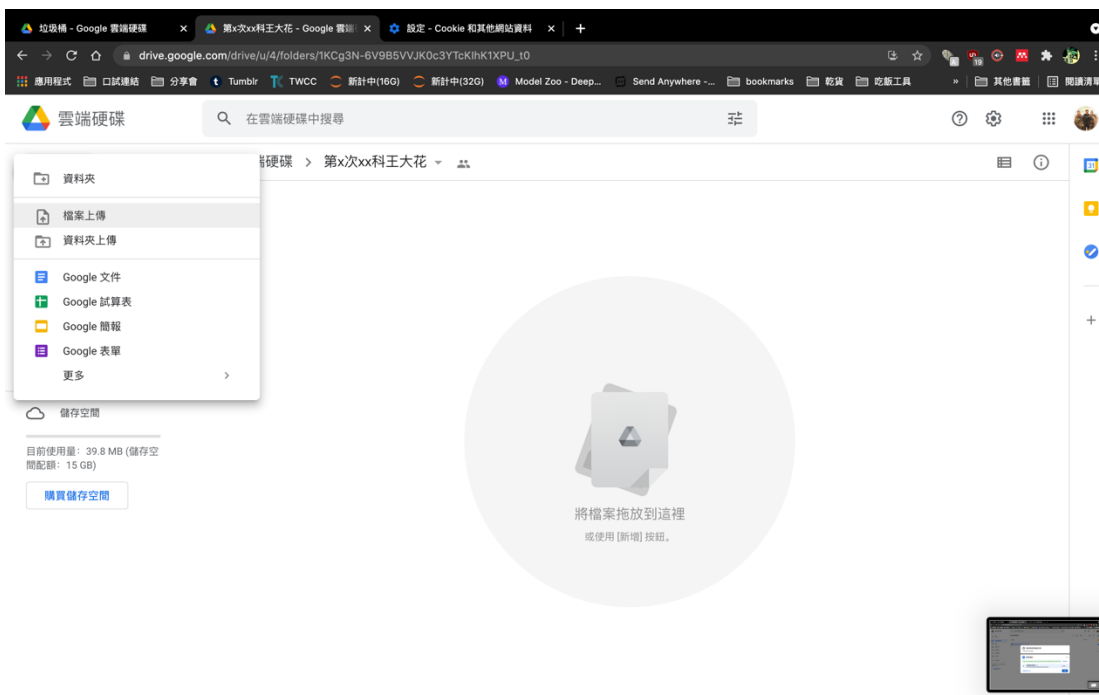 垃圾桶 - Google 雲端硬碟
第x次xx科王大花 - Google 雲端
設定 - Cookie 和其他網站資料
drive.google.com/drive/u/4/folders/1KCg3N-6V9B5VVJK0c3YTcKIhK1XPU_t0
19
應用程式 口試連結 分享會 Tumblr TWCC 新計中(16G) 新計中(32G) Model Zoo - Deep... Send Anywhere -... bookmarks 乾貨 吃飯工具 » 其他書籤 閱讀清單
雲端硬碟
在雲端硬碟中搜尋
端硬碟 > 第x次xx科王大花
31
資料夾
檔案上傳
資料夾上傳
Google 文件
Google 試算表
Google 簡報
Google 表單
更多
儲存空間
目前使用量：39.8 MB (儲存空
間配額：15 GB)
購買儲存空間
將檔案拖放到這裡
或使用 [新增] 按鈕。